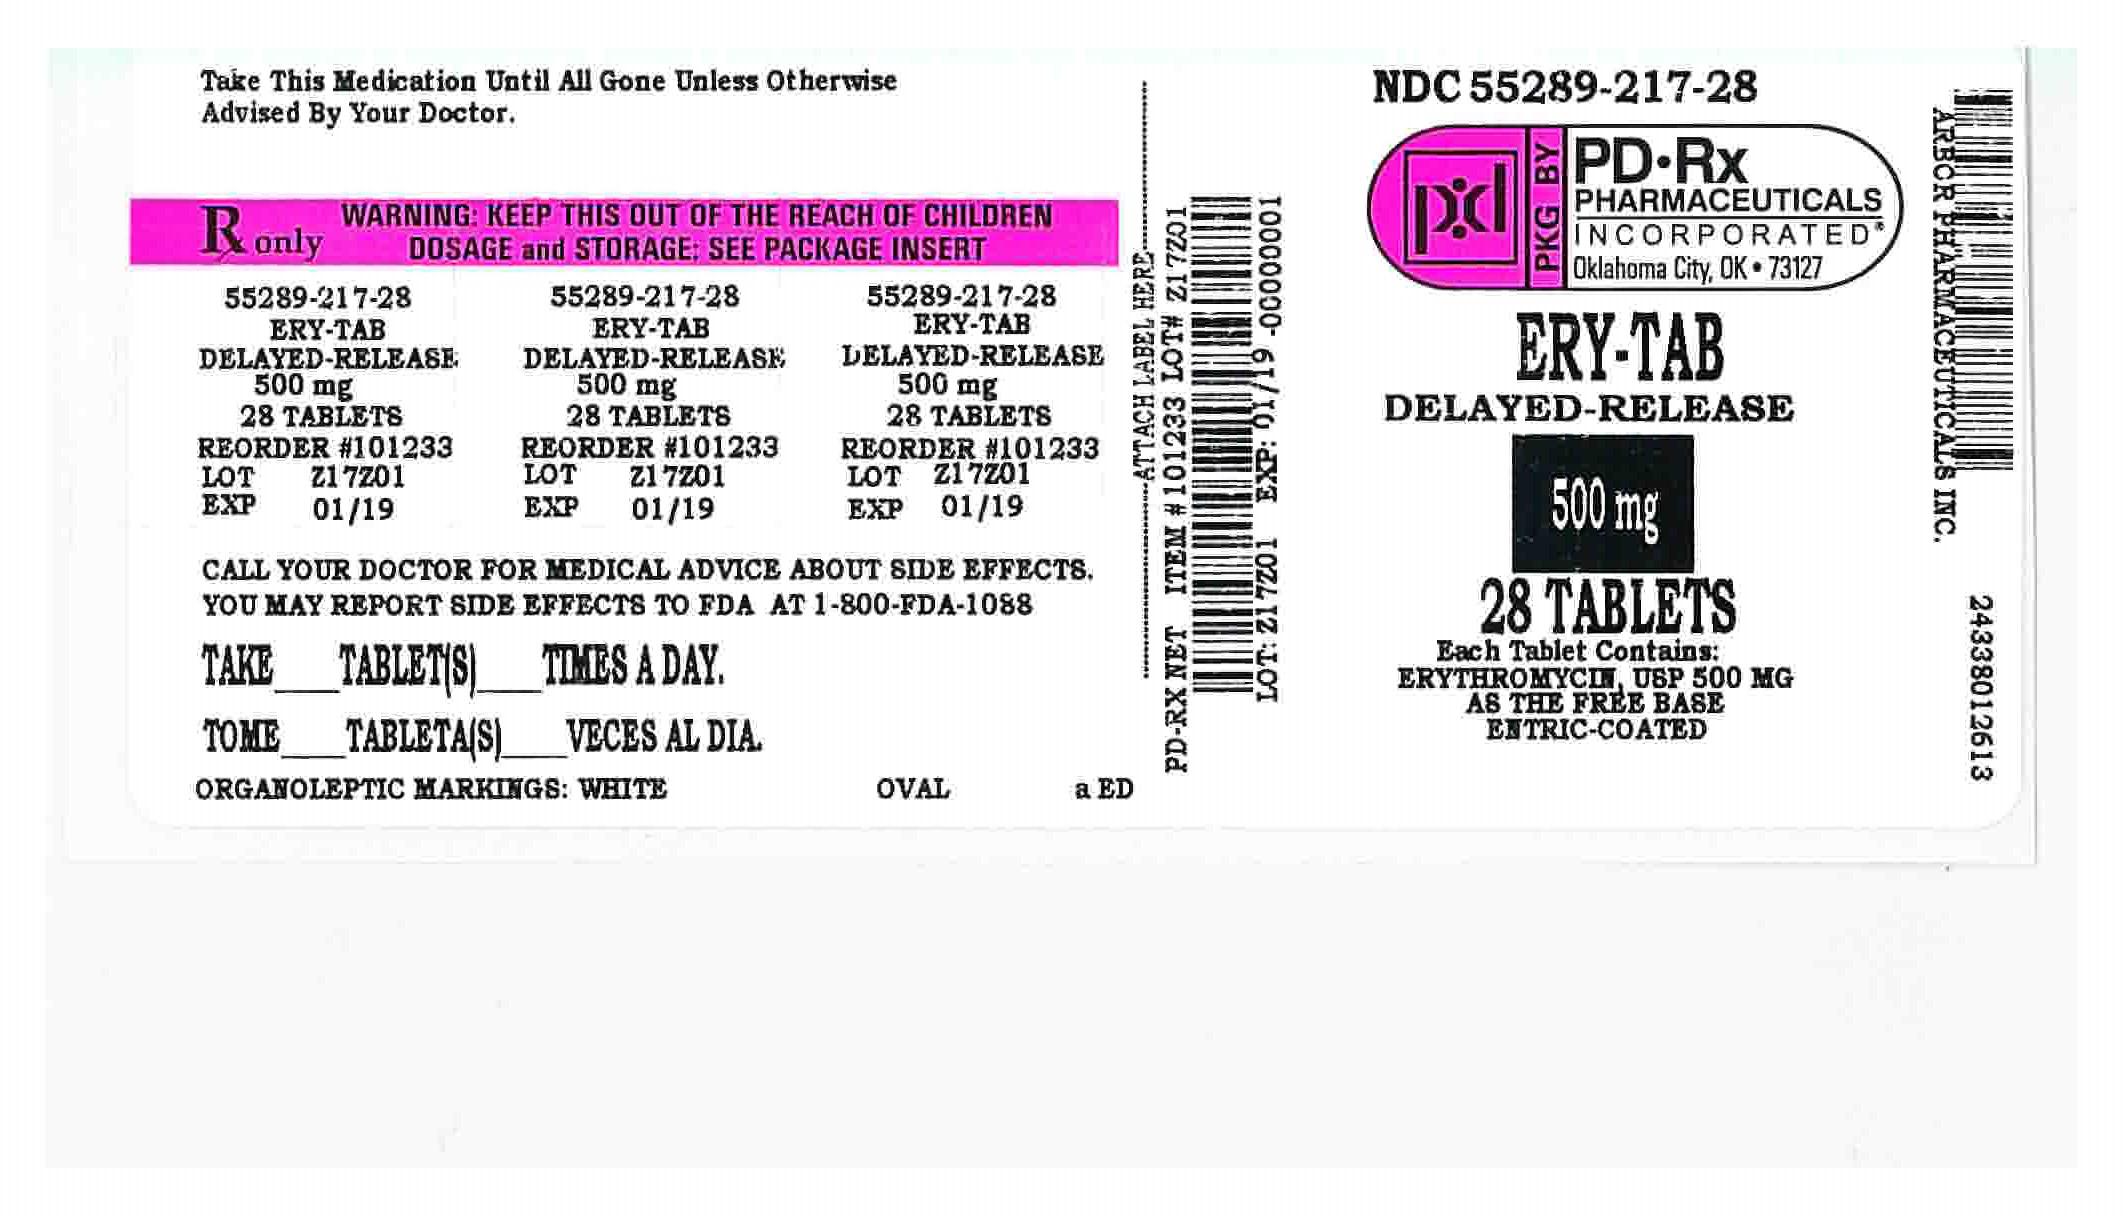 Take This Medication Until All Gone Unless Otherwise
Advised By Your Doctor.
Rx only
WARNING: KEEP THIS OUT OF THE REACH OF CHILDREN
DOSAGE and STORAGE: SEE PACKAGE INSERT
55289-217-28
ERY-TAB
DELAYED-RELEASE
500 mg
28 TABLETS
REORDER #101233
LOT Z17Z01
EXP 01/19
55289-217-28
ERY-TAB
DELAYED-RELEASE
500 mg
28 TABLETS
REORDER #101233
LOT Z17Z01
EXP 01/19
55289-217-28
ERY-TAB
DELAYED-RELEASE
500 mg
28 TABLETS
REORDER #101233
LOT Z17Z01
EXP 01/19
CALL YOUR DOCTOR FOR MEDICAL ADVICE ABOUT SIDE EFFECTS.
YOU MAY REPORT SIDE EFFECTS TO FDA AT 1-800-FDA-1088
TAKE___TABLET(S)___TIMES A DAY.
TOME___TABLETA(S)___VECES AL DIA.
ORGANOLEPTIC MARKINGS: WHITE OVAL a ED
ATTACH LABEL HERE
PD-RX NET ITEM #101233 LOT# Z17Z01
LOT: Z17Z01 EXP: 01/19 -00000001
NDC 55289-217-28
pd
PKG BY
PD•Rx
PHARMACEUTICALS
INCORPORATED®
Oklahoma City, OK • 73127
ERY-TAB
DELAYED-RELEASE
500 mg
28 TABLETS
Each Tablet Contains:
ERYTHROMYCIN, USP 500 MG
AS THE FREE BASE
ENTRIC-COATED
ARBOR PHARMACEUTICALS INC.
24338012613